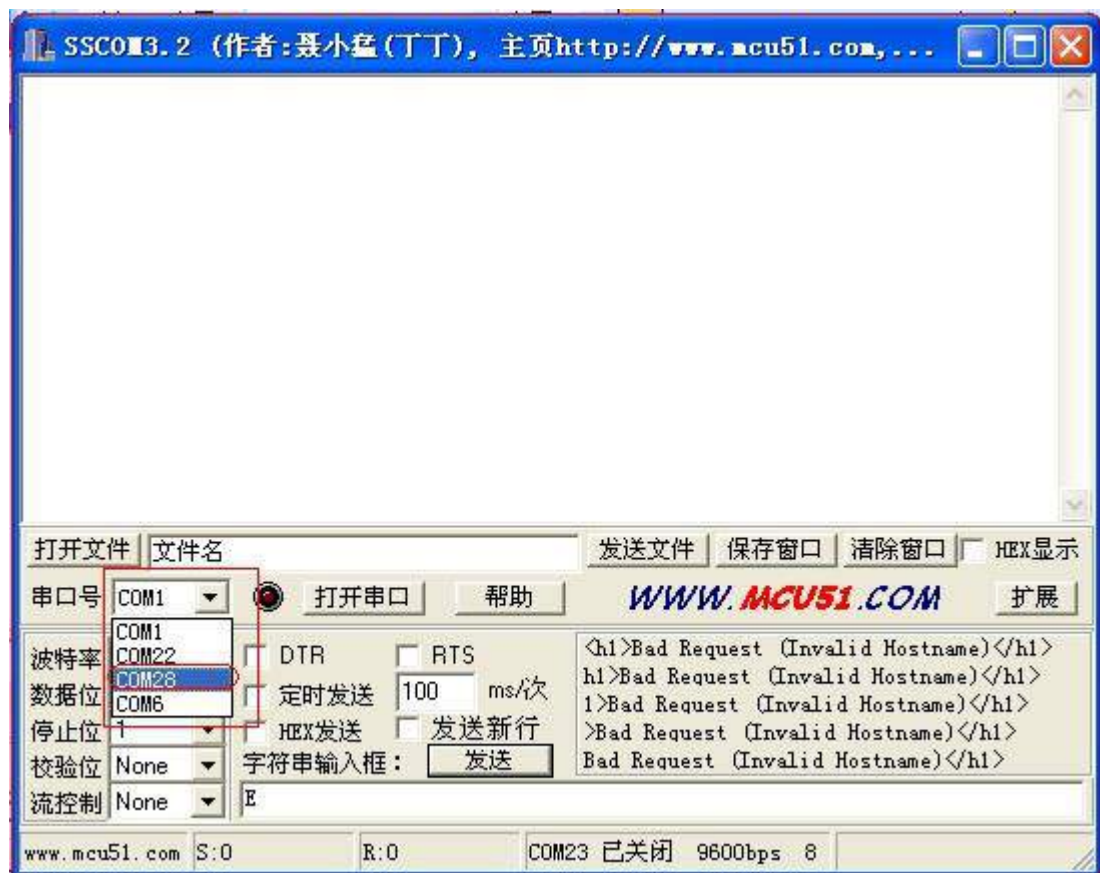 SSCOM3.2 (作者:聂小猛(丁丁), 主页http://www.mcu51.com,...
打开文件 文件名 发送文件 保存窗口 清除窗口 HEX显示
串口号 COM1 打开串口 帮助 WWW.MCU51.COM 扩展
COM1
COM22
COM28
COM6
波特率 DTR RTS
数据位 定时发送 100 ms/次
停止位 1 HEX发送 发送新行
校验位 None 字符串输入框: 发送
流控制 None E
<h1>Bad Request (Invalid Hostname)</h1>
h1>Bad Request (Invalid Hostname)</h1>
1>Bad Request (Invalid Hostname)</h1>
>Bad Request (Invalid Hostname)</h1>
Bad Request (Invalid Hostname)</h1>
www.mcu51.com S:0 R:0 COM23 已关闭 9600bps 8